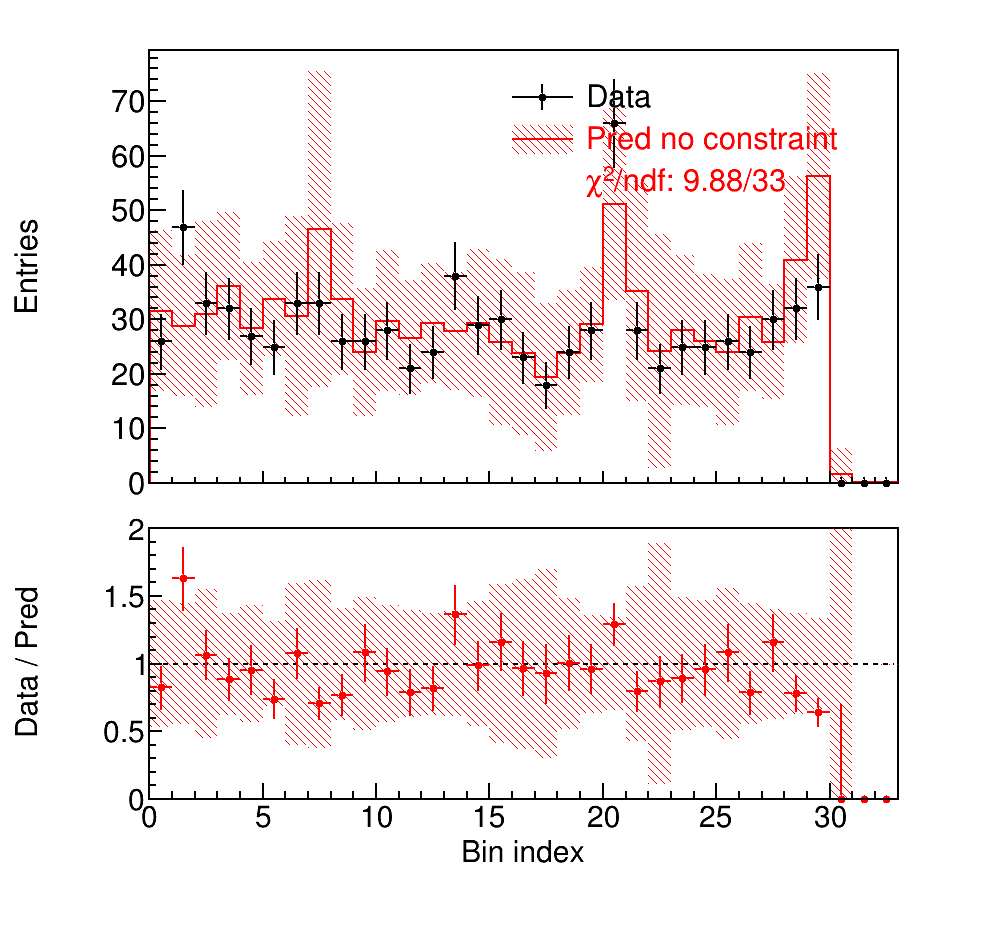 Entries
70
60
50
40
30
20
10
0
Data
Pred no constraint
χ²/ndf: 9.88/33
Data / Pred
2
1.5
1
0.5
0
0 5 10 15 20 25 30
Bin index